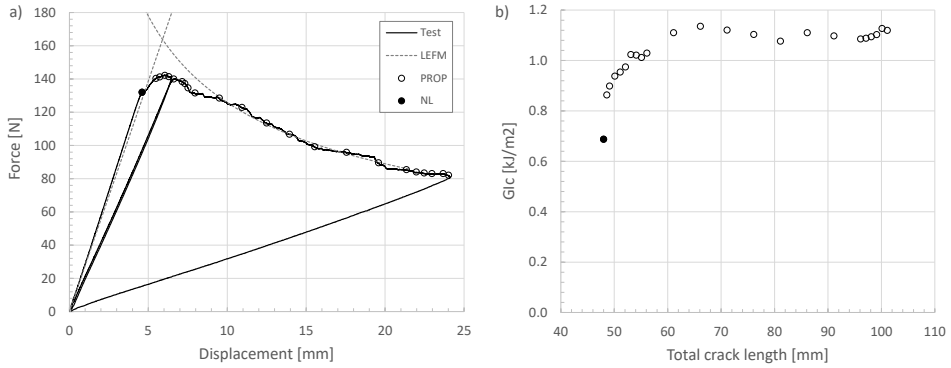 a)
Force [N]
180
160
140
120
100
80
60
40
20
0
0 5 10 15 20 25
Displacement [mm]
Test
LEFM
PROP
NL
b)
GIc [kJ/m2]
1.2
1.0
0.8
0.6
0.4
0.2
0.0
40 50 60 70 80 90 100 110
Total crack length [mm]